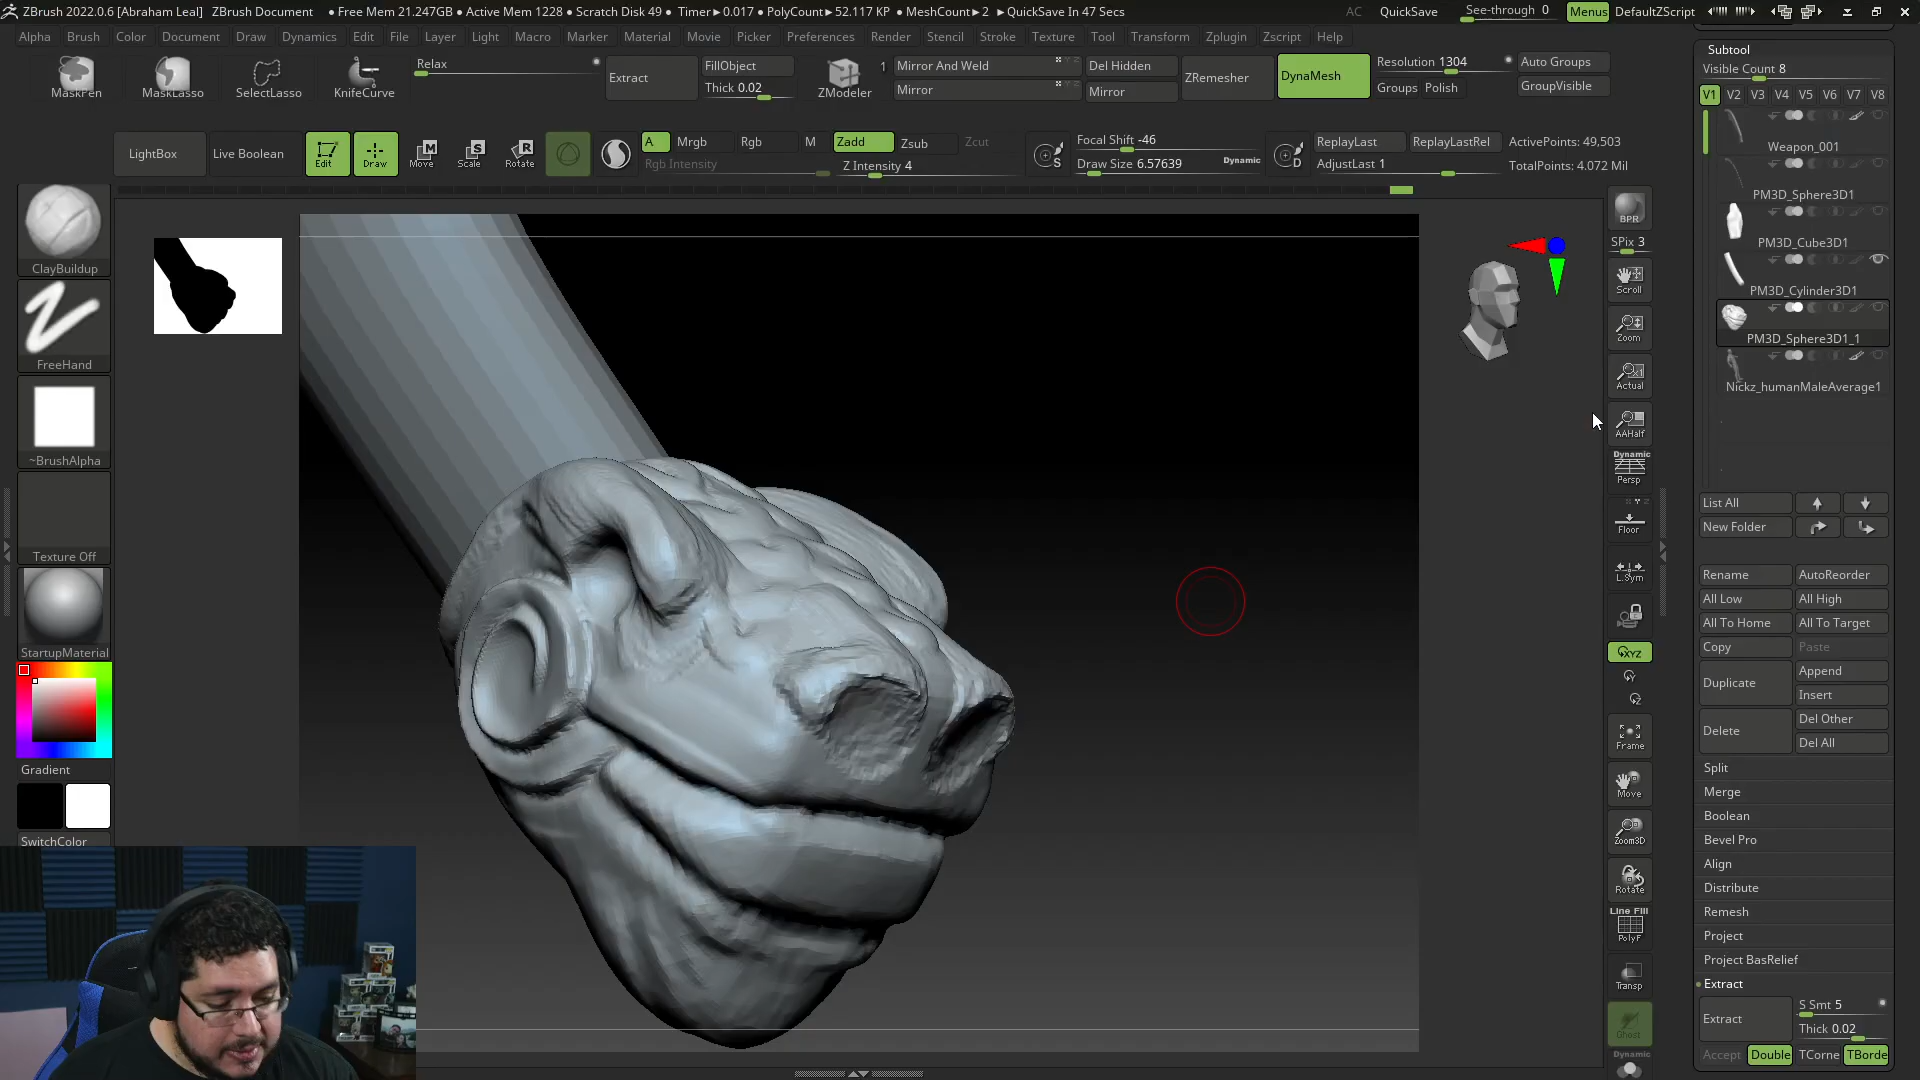 ZBrush 2022.0.6 [Abraham Leal] ZBrush Document ● Free Mem 21.247GB ● Active Mem 1228 ● Scratch Disk 49 ● Timer►0.017 ● PolyCount►52.117 KP ● MeshCount►2 ►QuickSave In 47 Secs AC QuickSave See-through 0 Menus DefaultZScript
Alpha Brush Color Document Draw Dynamics Edit File Layer Light Macro Marker Material Movie Picker Preferences Render Stencil Stroke Texture Tool Transform Zplugin Zscript Help
MaskPen MaskLasso SelectLasso KnifeCurve
Relax
Extract
FillObject
Thick 0.02
ZModeler 1
Mirror And Weld
Mirror
Del Hidden
Mirror
ZRemesher
DynaMesh
Resolution 1304
Groups Polish
Auto Groups
GroupVisible
LightBox Live Boolean Edit Draw Move Scale Rotate
A Mrgb Rgb M Zadd Zsub Zcut
Rgb Intensity Z Intensity 4
S
Focal Shift -46
Draw Size 6.57639 Dynamic
D
ReplayLast ReplayLastRel
AdjustLast 1
ActivePoints: 49,503
TotalPoints: 4.072 Mil
ClayBuildup
FreeHand
~BrushAlpha
Texture Off
StartupMaterial
Gradient
SwitchColor
BPR
SPix 3
Scroll
Zoom
Actual
AAHalf
Dynamic
Persp
Floor
L.Sym
XYZ
Frame
Move
Zoom3D
Rotate
Line Fill
PolyF
Transp
Ghost
Dynamic
Subtool
Visible Count 8
V1 V2 V3 V4 V5 V6 V7 V8
Weapon_001
PM3D_Sphere3D1
PM3D_Cube3D1
PM3D_Cylinder3D1
PM3D_Sphere3D1_1
Nickz_humanMaleAverage1
List All
New Folder
Rename AutoReorder
All Low All High
All To Home All To Target
Copy Paste
Duplicate Append
Insert
Delete Del Other
Del All
Split
Merge
Boolean
Bevel Pro
Align
Distribute
Remesh
Project
Project BasRelief
Extract
Extract S Smt 5
Thick 0.02
Accept Double TCorne TBorde